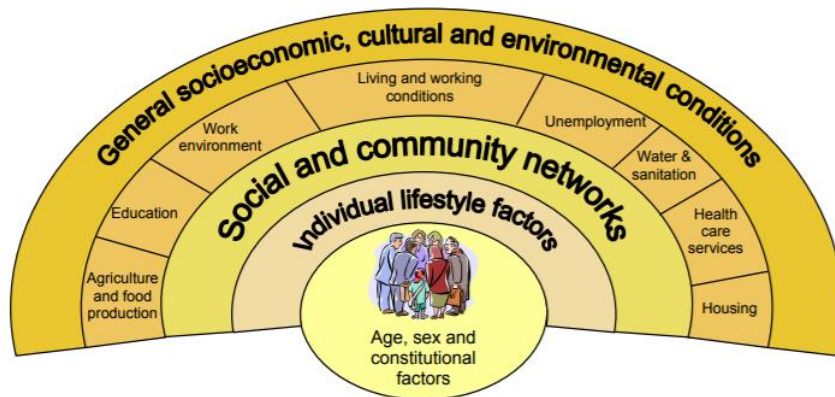 General socioeconomic, cultural and environmental conditions
Living and working
conditions
Work
environment
Unemployment
Water &
sanitation
Education
Health
care
services
Agriculture
and food
production
Housing
Social and community networks
Individual lifestyle factors
Age, sex and
constitutional
factors